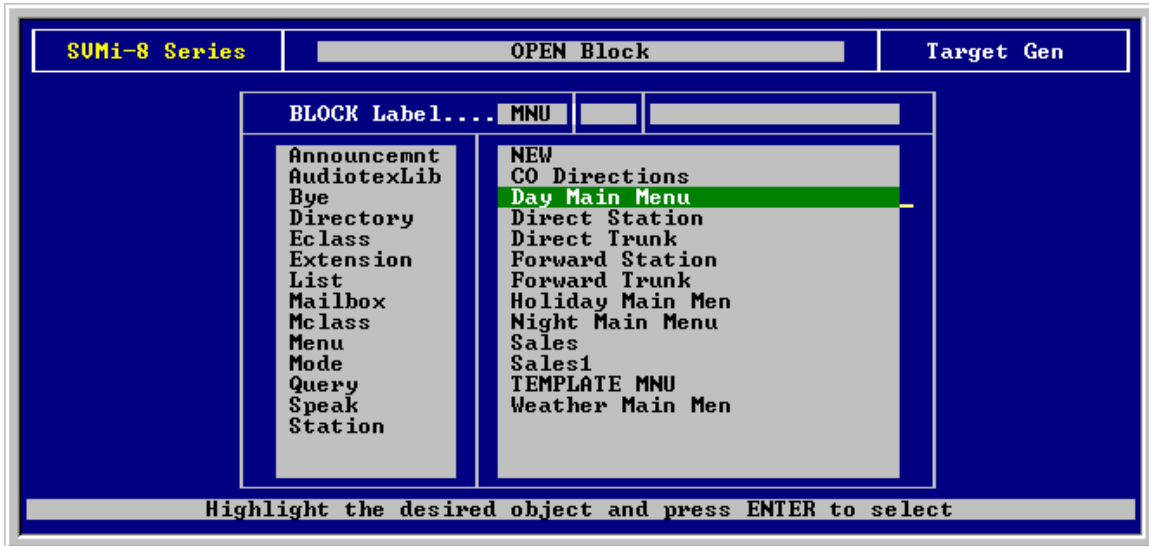 SVMi-8 Series
OPEN Block
Target Gen
BLOCK Label.... MNU
Announcemnt
AudiotexLib
Bye
Directory
Eclass
Extension
List
Mailbox
Mclass
Menu
Mode
Query
Speak
Station
NEW
CO Directions
Day Main Menu
Direct Station
Direct Trunk
Forward Station
Forward Trunk
Holiday Main Men
Night Main Menu
Sales
Sales1
TEMPLATE MNU
Weather Main Men
Highlight the desired object and press ENTER to select